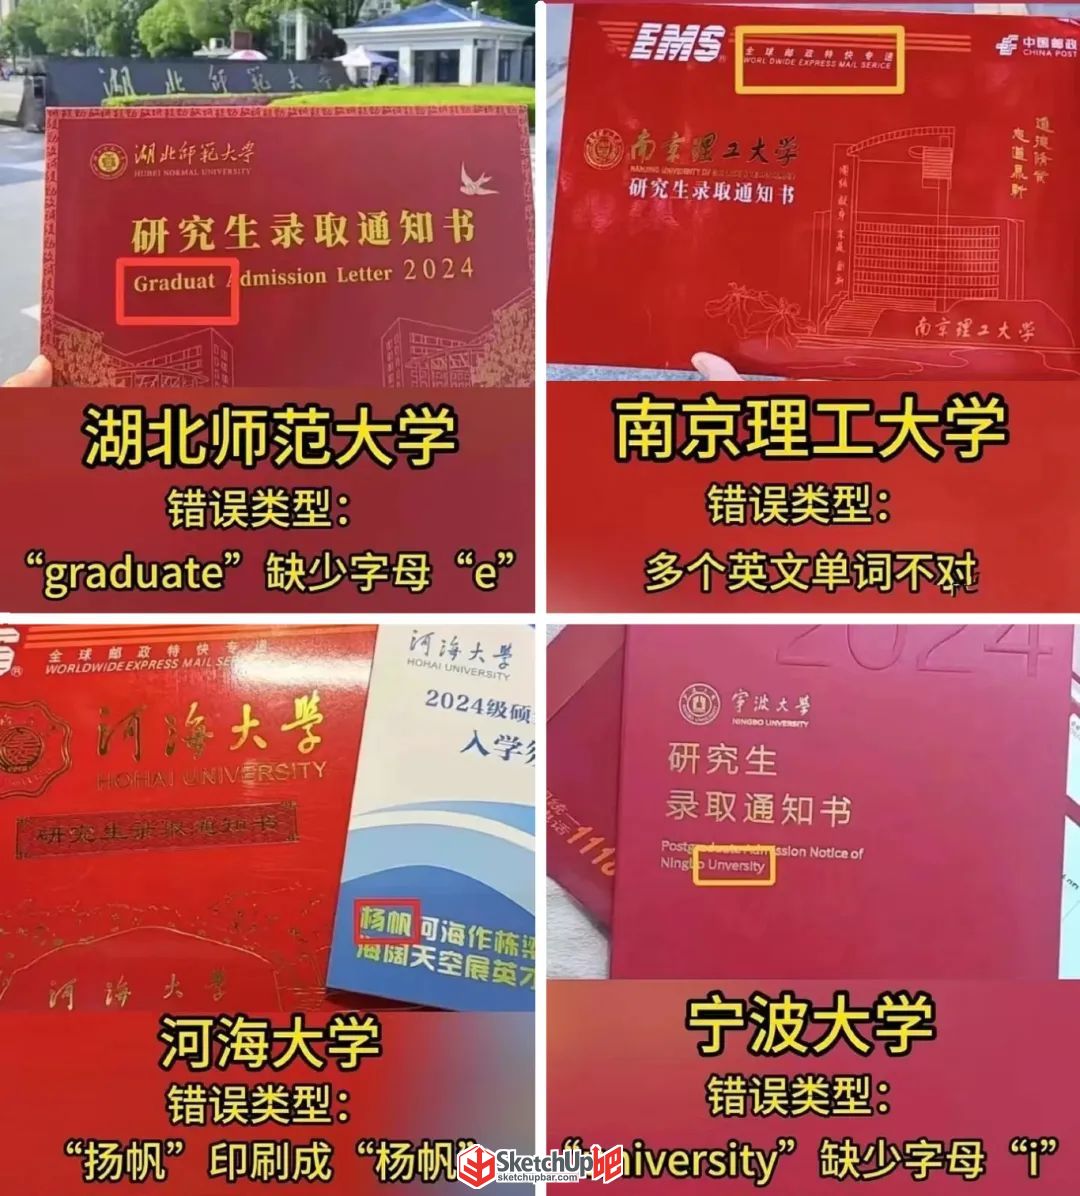 湖北师范大学
湖北师范大学
HUBEI NORMAL UNIVERSITY
研究生录取通知书
Graduat Admission Letter 2024
湖北师范大学
错误类型：
“graduate”缺少字母“e”
EMS
全球邮政特快专递
WORLDWIDE EXPRESS MAIL SERICE
中国邮政
CHINA POST
南京理工大学
研究生录取通知书
南京理工大学
南京理工大学
错误类型：
多个英文单词不对
全球邮政特快专递
WORLDWIDE EXPRESS MAIL SER
河海大学
HOHAI UNIVERSITY
研究生录取通知书
河海大学
河海大学
HOHAI UNIVERSITY
2024级硕
入学
杨帆河海作栋梁
海阔天空展英才
河海大学
错误类型：
“扬帆”印刷成“杨帆”
2024
宁波大学
NINGBO UNIVERSITY
研究生
录取通知书
Postgraduate Admission Notice of
Ningbo Unversity
宁波大学
错误类型：
niversity”缺少字母“i”
SketchUp吧
sketchupbar.com